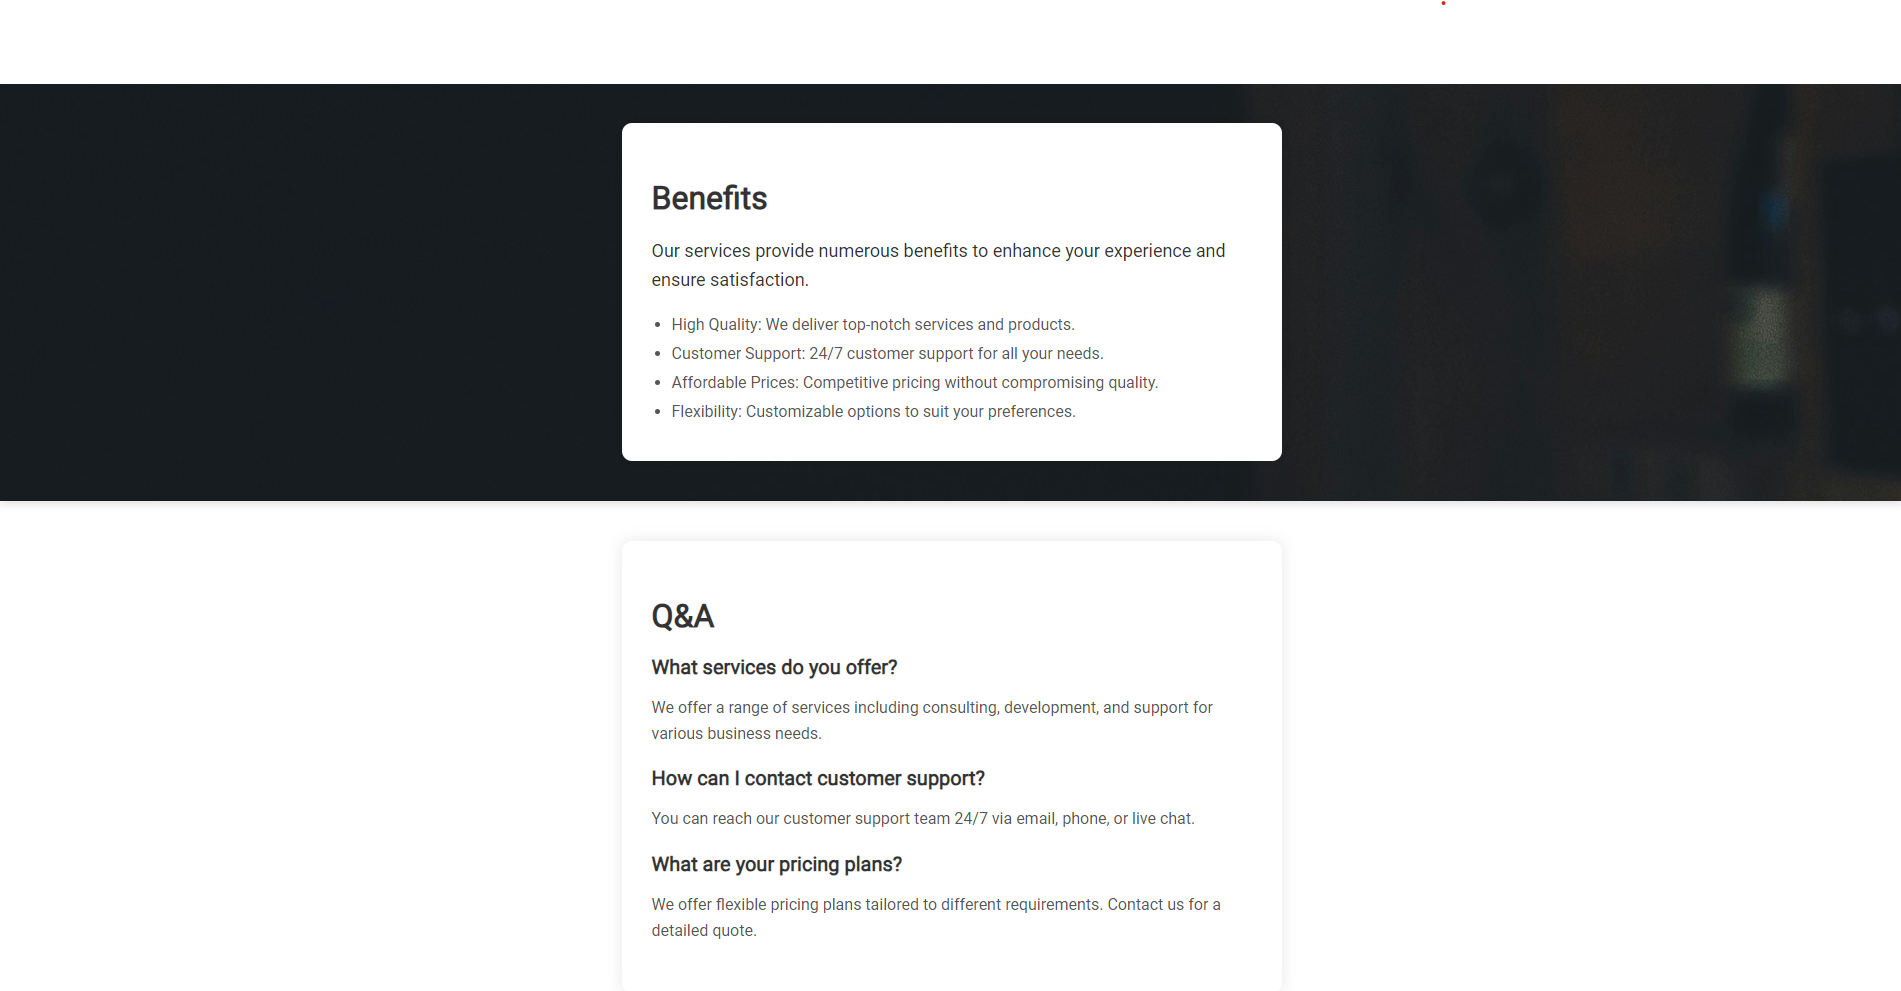 Benefits
Our services provide numerous benefits to enhance your experience and
ensure satisfaction.
• High Quality: We deliver top-notch services and products.
• Customer Support: 24/7 customer support for all your needs.
• Affordable Prices: Competitive pricing without compromising quality.
• Flexibility: Customizable options to suit your preferences.
Q&A
What services do you offer?
We offer a range of services including consulting, development, and support for
various business needs.
How can I contact customer support?
You can reach our customer support team 24/7 via email, phone, or live chat.
What are your pricing plans?
We offer flexible pricing plans tailored to different requirements. Contact us for a
detailed quote.